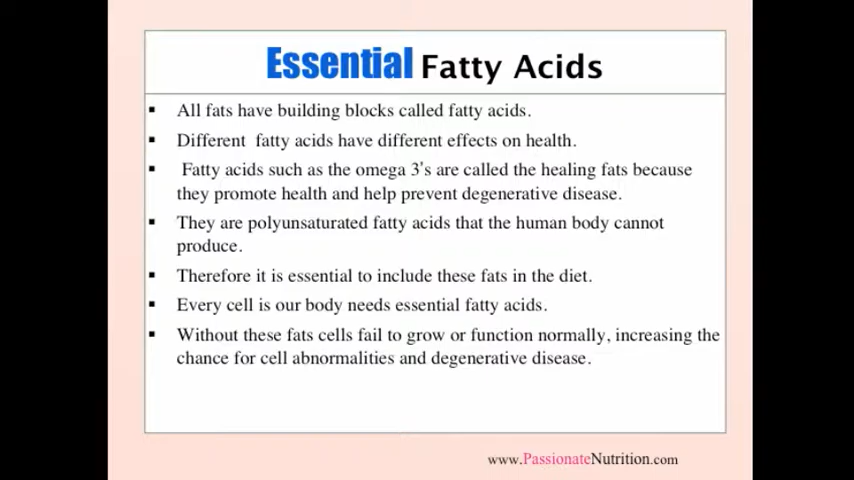 Essential Fatty Acids
▪ All fats have building blocks called fatty acids.
▪ Different  fatty acids have different effects on health.
▪ Fatty acids such as the omega 3's are called the healing fats because
they promote health and help prevent degenerative disease.
▪ They are polyunsaturated fatty acids that the human body cannot
produce.
▪ Therefore it is essential to include these fats in the diet.
▪ Every cell is our body needs essential fatty acids.
▪ Without these fats cells fail to grow or function normally, increasing the
chance for cell abnormalities and degenerative disease.
www.PassionateNutrition.com